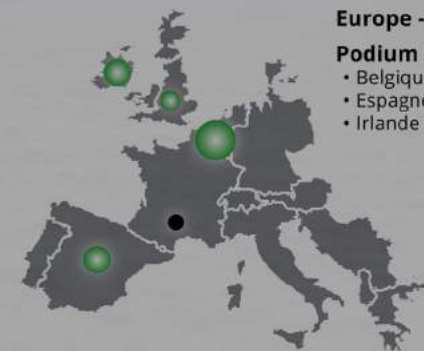 Europe -
Podium
• Belgiqu
• Espagne
• Irlande